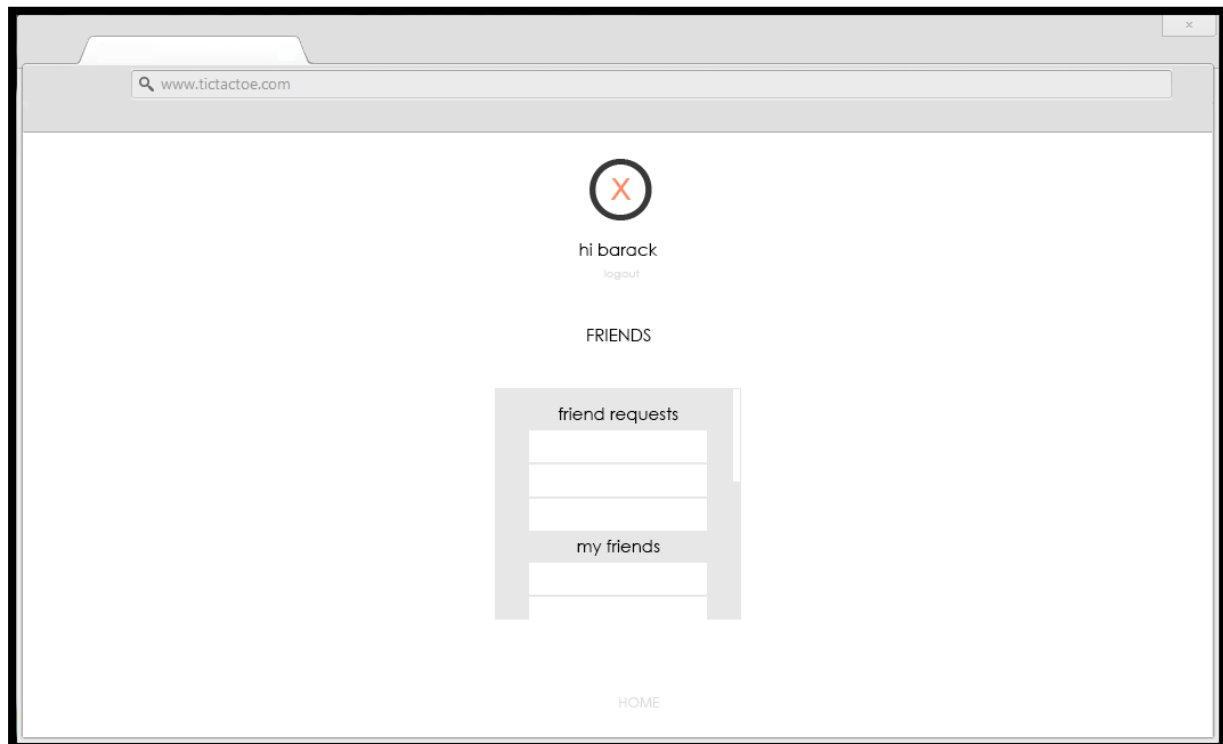 x
www.tictactoe.com
X
hi barack
logout
FRIENDS
friend requests
my friends
HOME